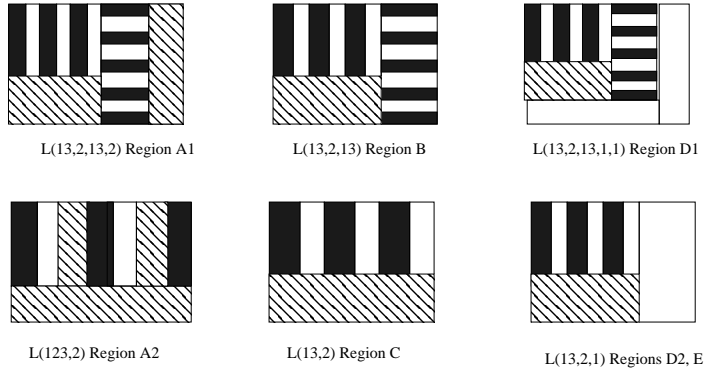 L(13,2,13,2) Region A1
L(13,2,13) Region B
L(13,2,13,1,1) Region D1
L(123,2) Region A2
L(13,2) Region C
L(13,2,1) Regions D2, E